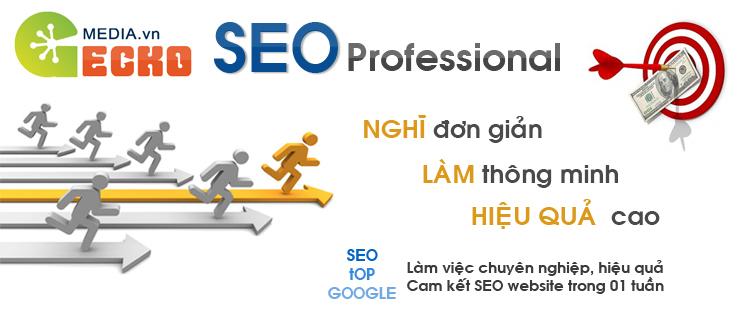 MEDIA.vn
GECKO
SEO Professional
NGHĨ đơn giản
LÀM thông minh
HIỆU QUẢ cao
SEO
tOP
GOOGLE
Làm việc chuyên nghiệp, hiệu quả
Cam kết SEO website trong 01 tuần